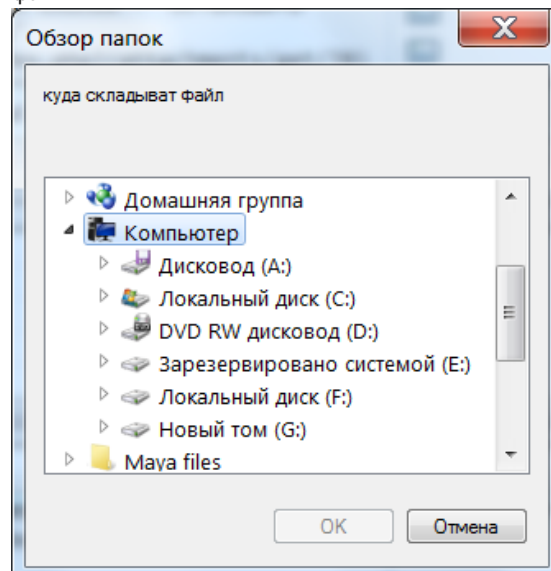 Обзор папок
куда складыват файл
Домашняя группа
Компьютер
Дисковод (A:)
Локальный диск (C:)
DVD RW дисковод (D:)
Зарезервировано системой (E:)
Локальный диск (F:)
Новый том (G:)
Maya files
OK
Отмена